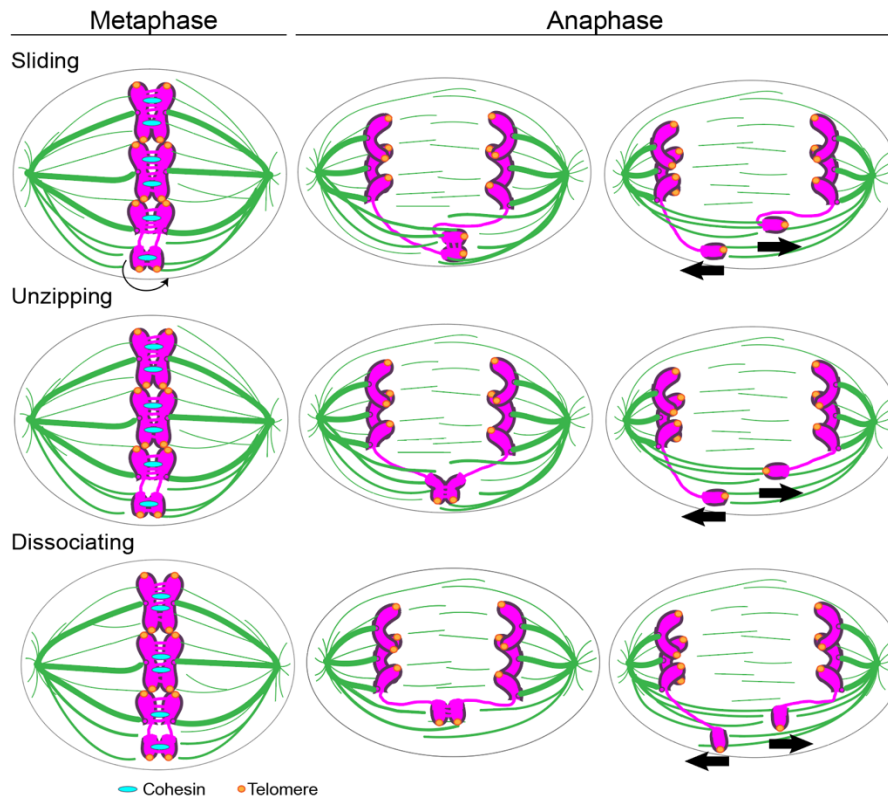 Metaphase Anaphase
Sliding
Unzipping
Dissociating
Cohesin Telomere